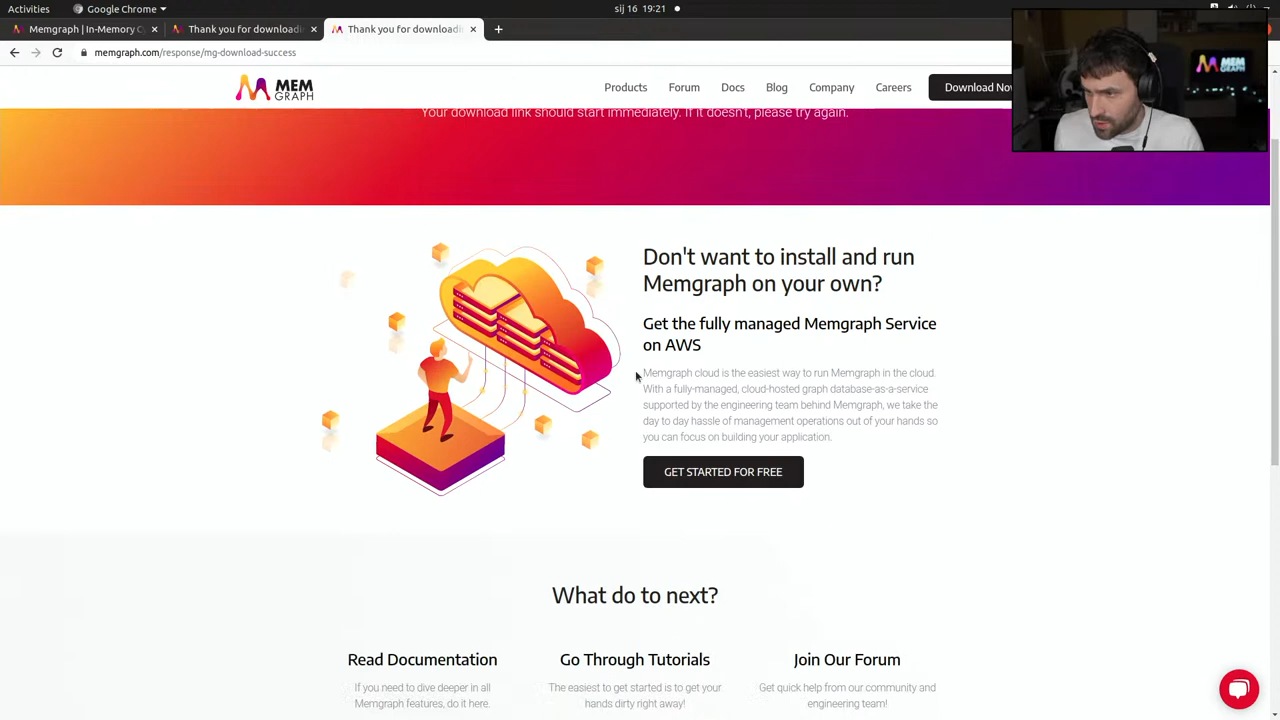 Activities
Google Chrome
sij 16 19:21
Memgraph | In-Memory
Thank you for downloadi
Thank you for downloadin
memgraph.com/response/mg-download-success
MEM
GRAPH
Products
Forum
Docs
Blog
Company
Careers
Download Now
MEM
GRAPH
Your download link should start immediately. If it doesn't, please try again.
Don't want to install and run
Memgraph on your own?
Get the fully managed Memgraph Service
on AWS
Memgraph cloud is the easiest way to run Memgraph in the cloud.
With a fully-managed, cloud-hosted graph database-as-a-service
supported by the engineering team behind Memgraph, we take the
day to day hassle of management operations out of your hands so
you can focus on building your application.
GET STARTED FOR FREE
What do to next?
Read Documentation
If you need to dive deeper in all
Memgraph features, do it here.
Go Through Tutorials
The easiest to get started is to get your
hands dirty right away!
Join Our Forum
Get quick help from our community and
engineering team!